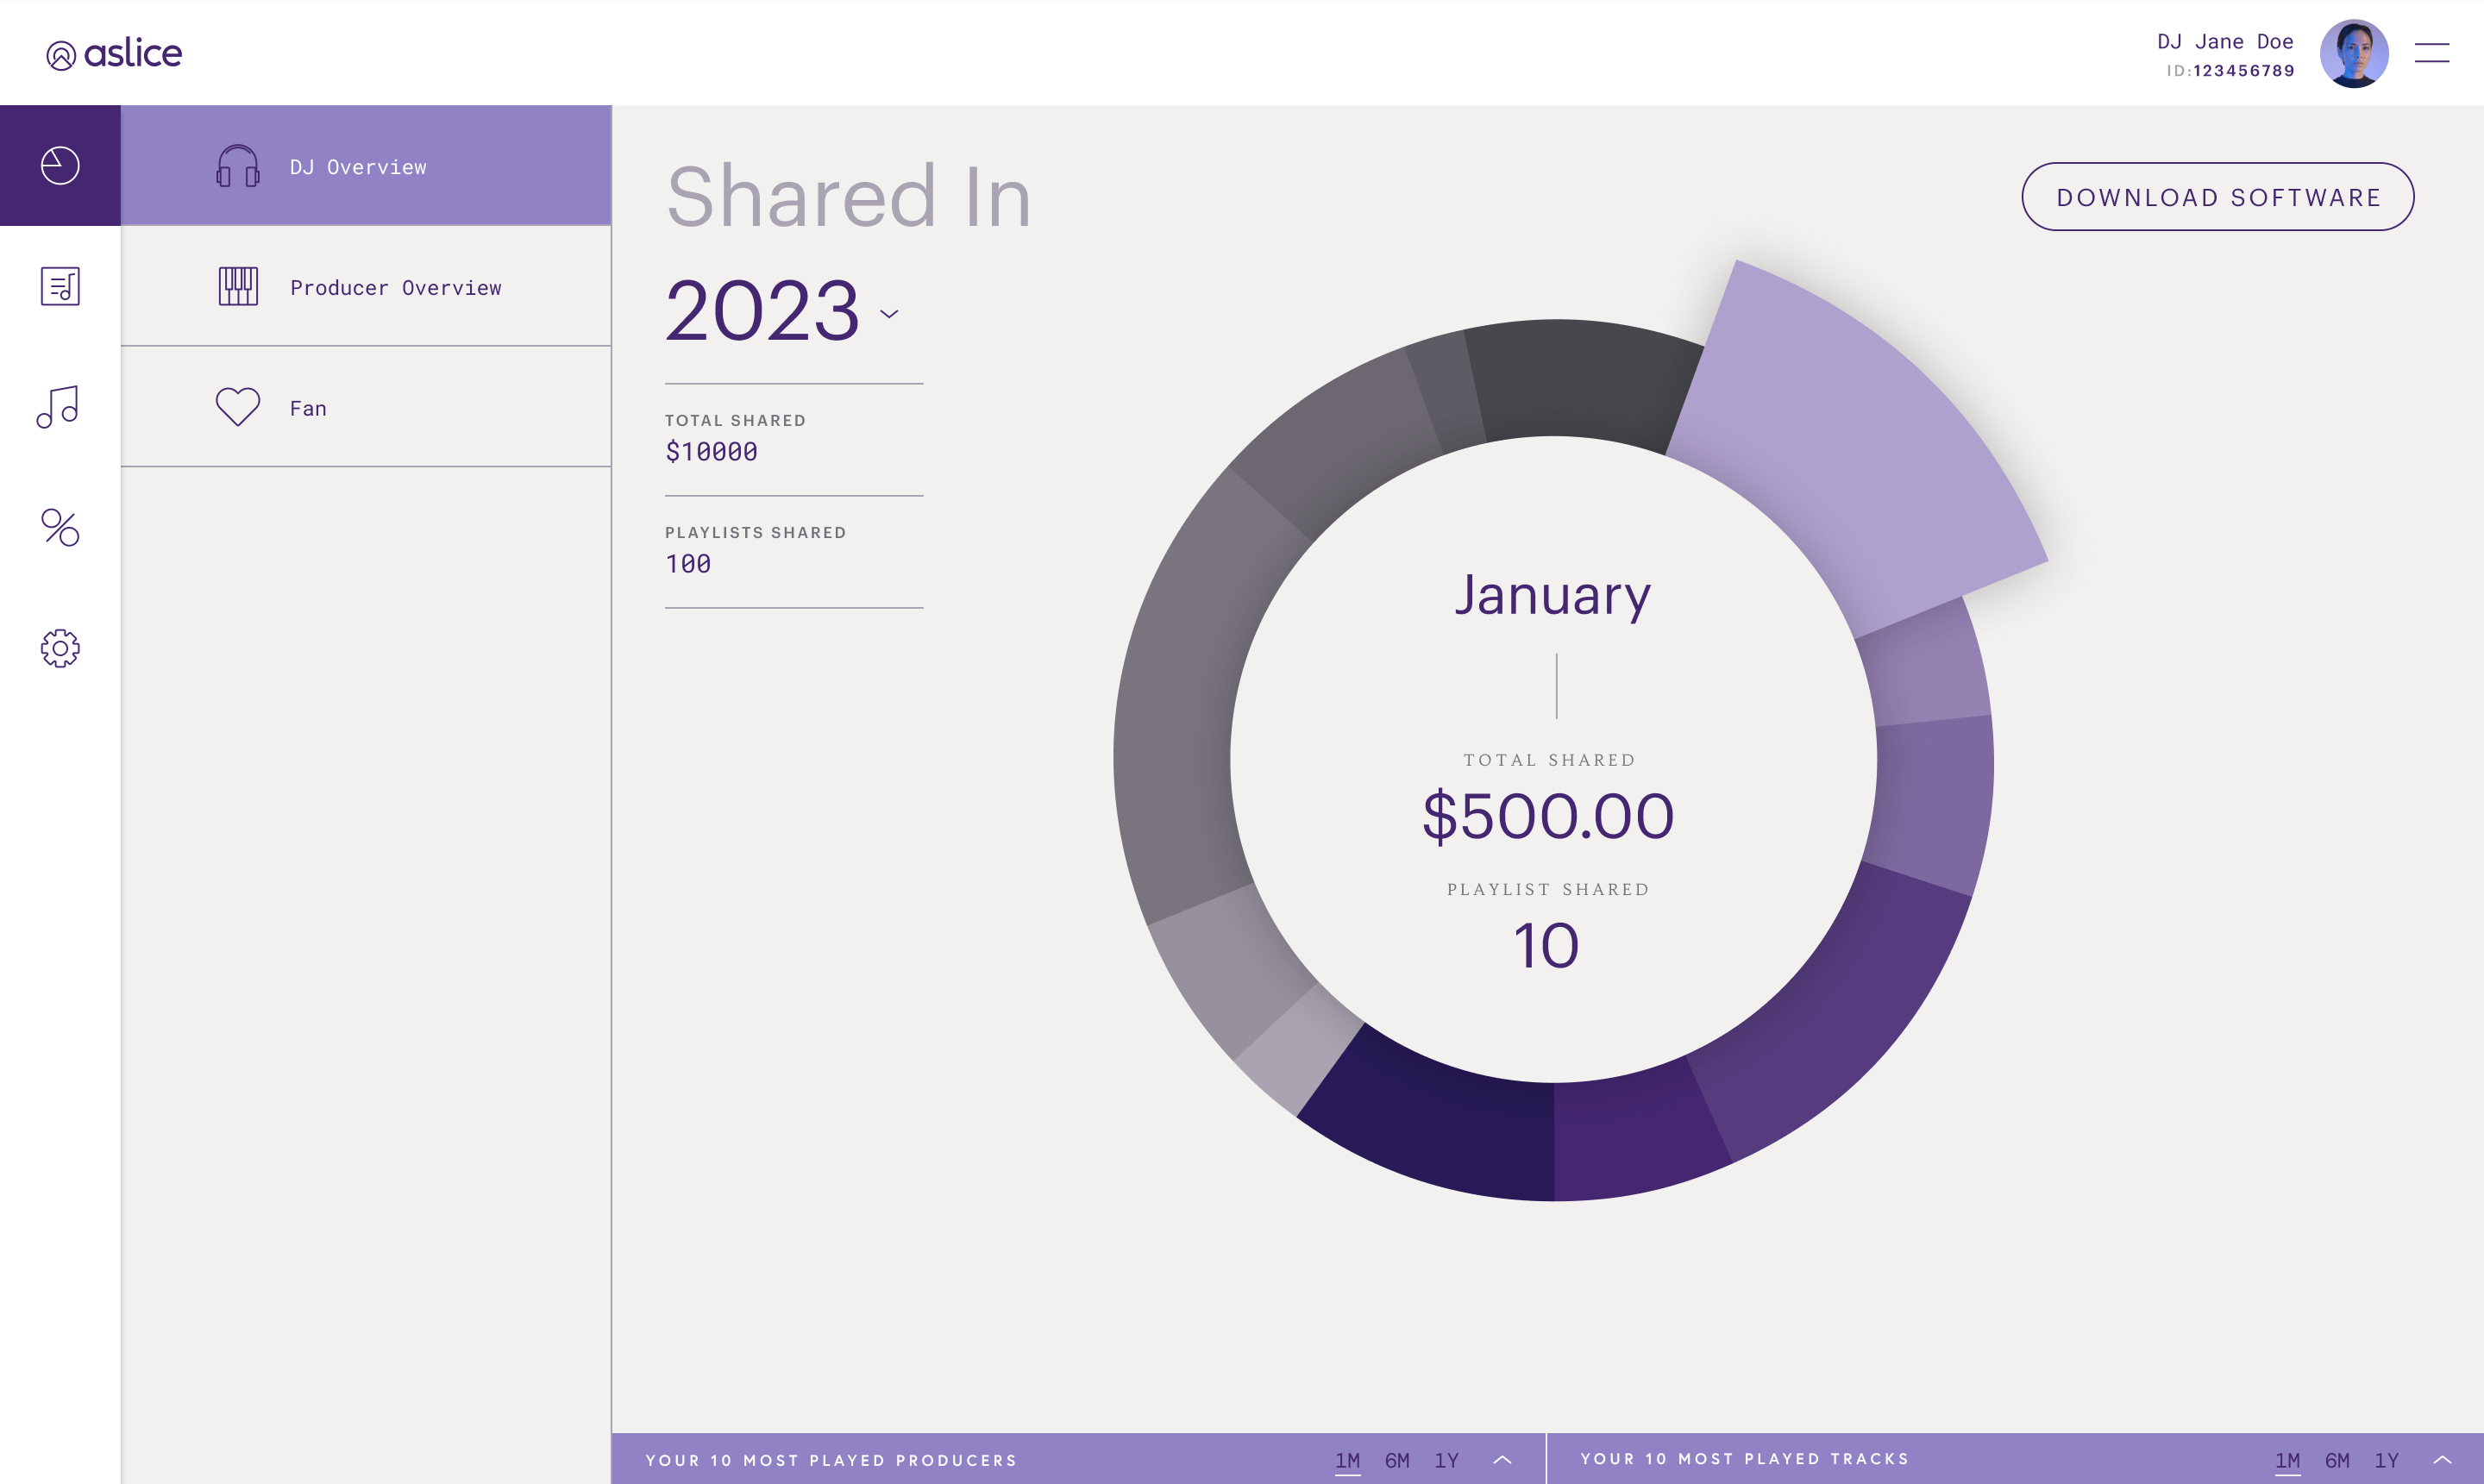 aslice
DJ Jane Doe
ID:123456789
DJ Overview
Producer Overview
Fan
Shared In
2023
DOWNLOAD SOFTWARE
TOTAL SHARED
$10000
PLAYLISTS SHARED
100
January
TOTAL SHARED
$500.00
PLAYLIST SHARED
10
YOUR 10 MOST PLAYED PRODUCERS
1M 6M 1Y
YOUR 10 MOST PLAYED TRACKS
1M 6M 1Y